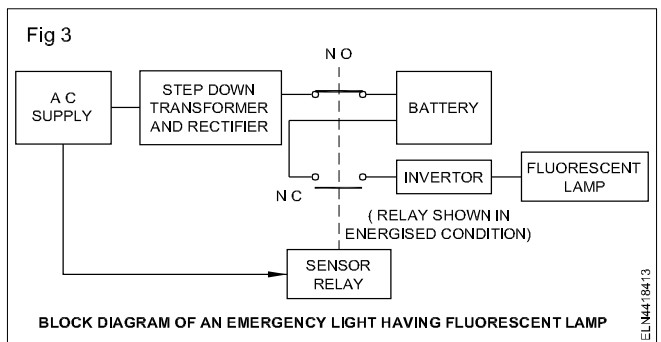 Fig 3
N O
A C
SUPPLY
STEP DOWN
TRANSFORMER
AND RECTIFIER
BATTERY
N C
INVERTOR
FLUORESCENT
LAMP
( RELAY SHOWN IN
ENERGISED CONDITION)
SENSOR
RELAY
BLOCK DIAGRAM OF AN EMERGENCY LIGHT HAVING FLUORESCENT LAMP
ELN4418413